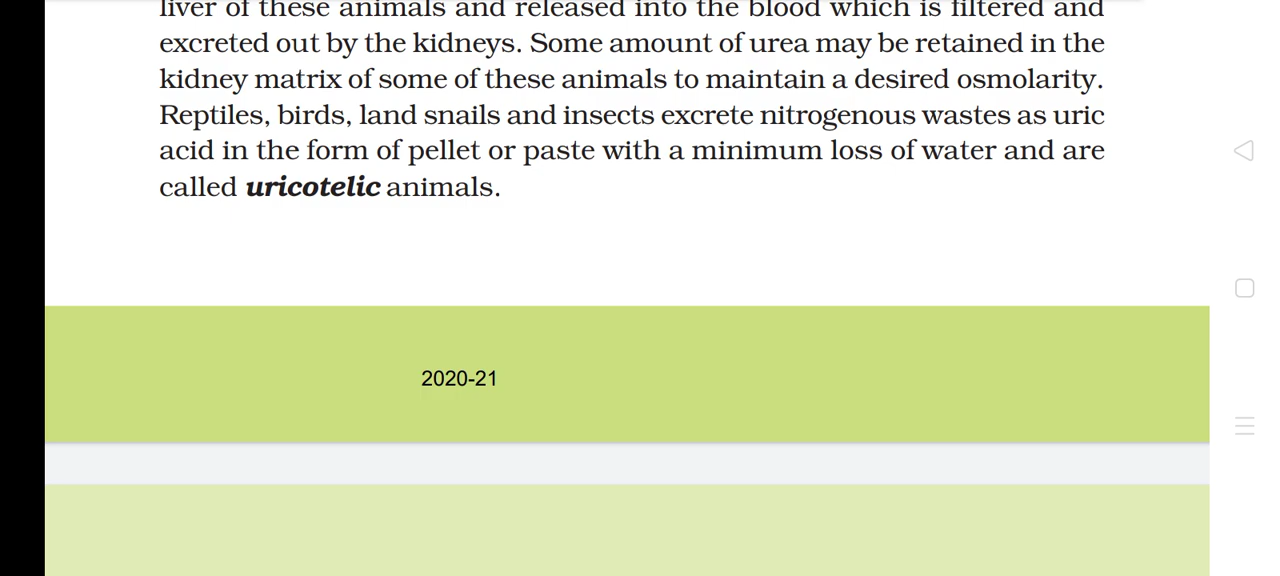 liver of these animals and released into the blood which is filtered and
excreted out by the kidneys. Some amount of urea may be retained in the
kidney matrix of some of these animals to maintain a desired osmolarity.
Reptiles, birds, land snails and insects excrete nitrogenous wastes as uric
acid in the form of pellet or paste with a minimum loss of water and are
called uricotelic animals.
2020-21